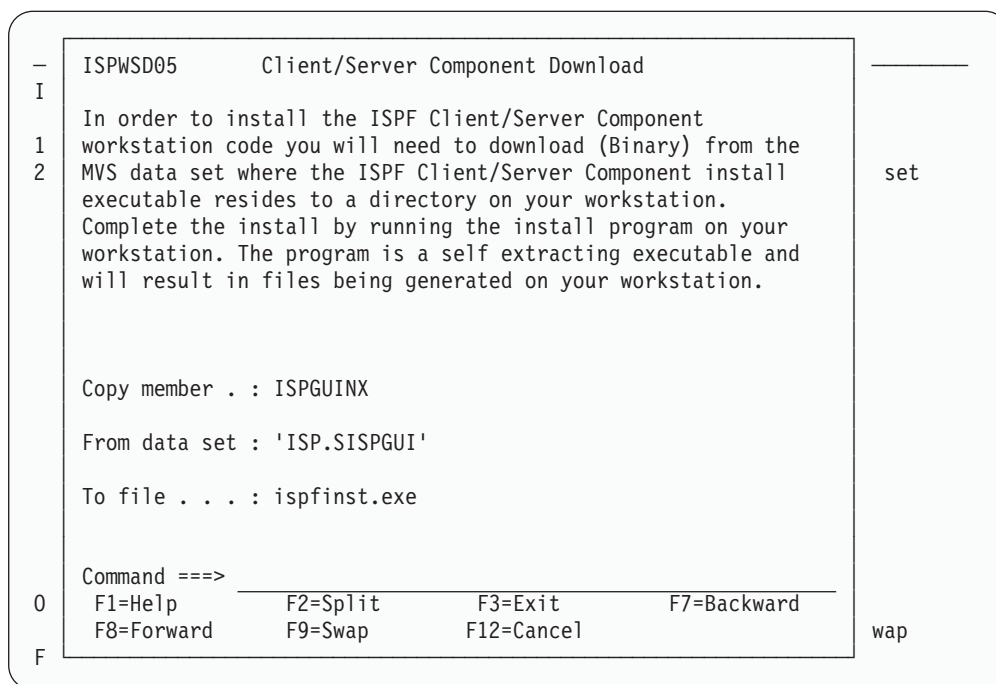 ISPWSD05 Client/Server Component Download
I
In order to install the ISPF Client/Server Component
1 workstation code you will need to download (Binary) from the
2 MVS data set where the ISPF Client/Server Component install set
executable resides to a directory on your workstation.
Complete the install by running the install program on your
workstation. The program is a self extracting executable and
will result in files being generated on your workstation.
Copy member . : ISPGUINX
From data set : 'ISP.SISPGUI'
To file . . . : ispfinst.exe
Command ===>
O F1=Help F2=Split F3=Exit F7=Backward
F8=Forward F9=Swap F12=Cancel wap
F